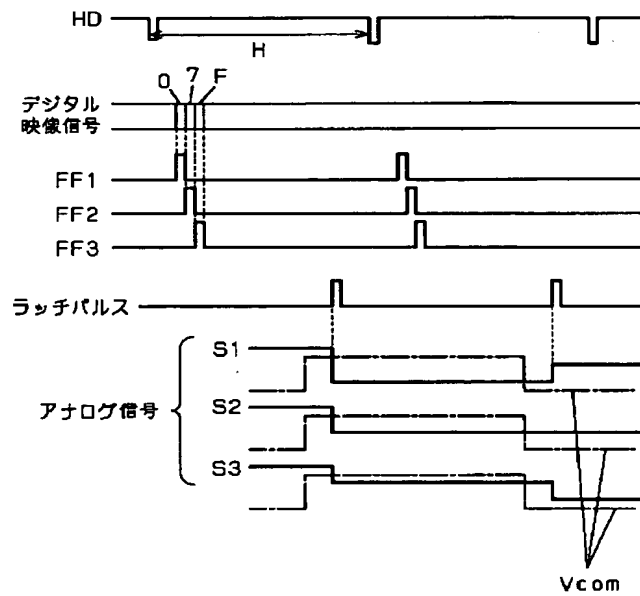 HD
H
0 7 F
デジタル
映像信号
FF1
FF2
FF3
ラッチパルス
アナログ信号
S1
S2
S3
Vcom